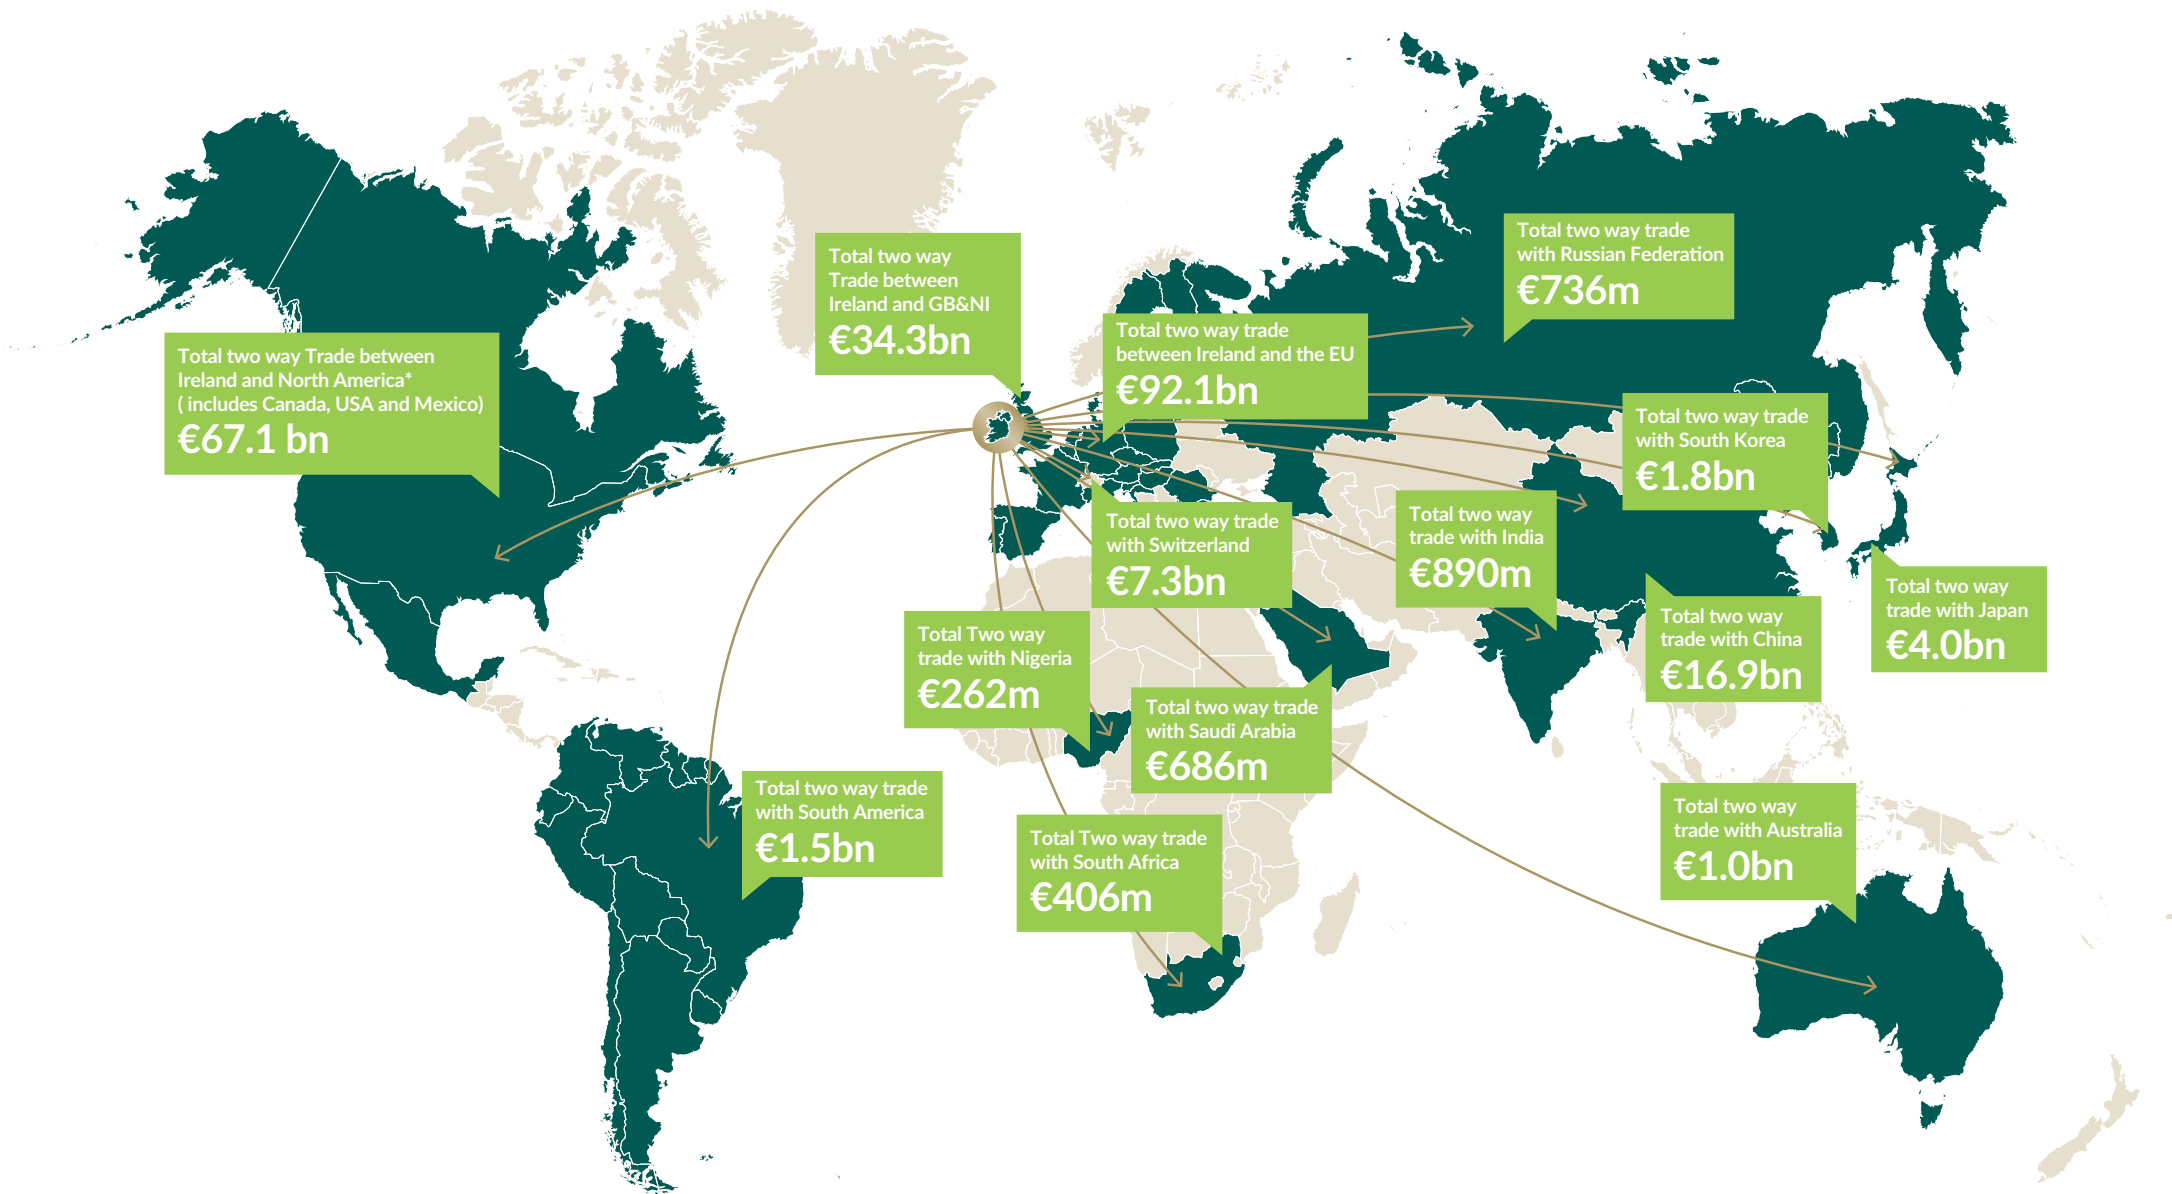 Total two way trade
with Russian Federation
€736m
Total two way
Trade between
Ireland and GB&NI
€34.3bn
Total two way trade
between Ireland and the EU
€92.1bn
Total two way Trade between
Ireland and North America*
( includes Canada, USA and Mexico)
€67.1 bn
Total two way trade
with South Korea
€1.8bn
Total two way trade
with Switzerland
€7.3bn
Total two way
trade with India
€890m
Total two way
trade with Japan
€4.0bn
Total two way
trade with China
€16.9bn
Total Two way
trade with Nigeria
€262m
Total two way trade
with Saudi Arabia
€686m
Total two way trade
with South America
€1.5bn
Total Two way trade
with South Africa
€406m
Total two way
trade with Australia
€1.0bn